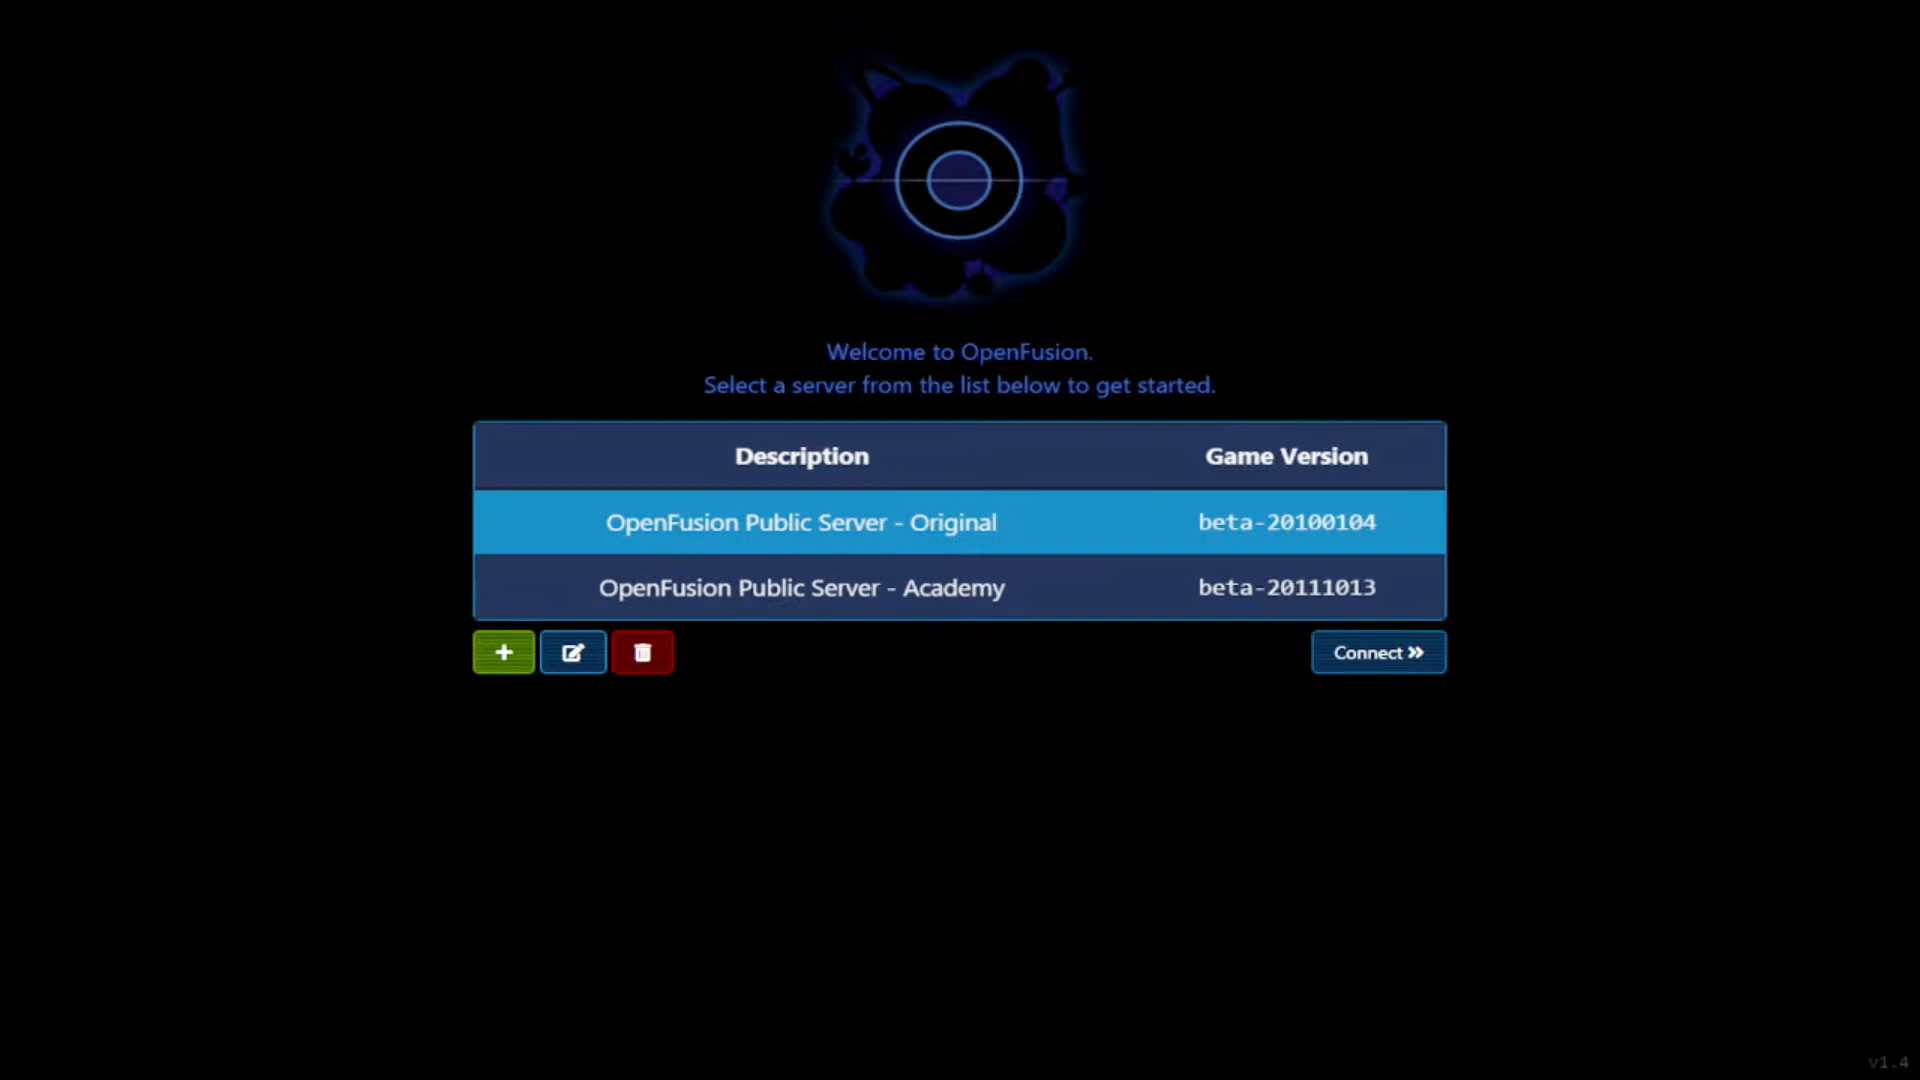 Welcome to OpenFusion.
Select a server from the list below to get started.
Description Game Version
OpenFusion Public Server - Original beta-20100104
OpenFusion Public Server - Academy beta-20111013
Connect
v1.4